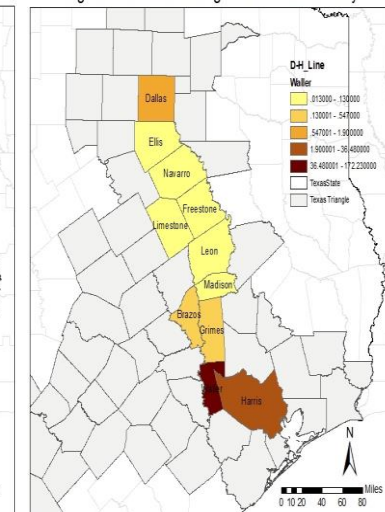 D-H_Line
Waller
.013000 - .130000
.130001 - .547000
.547001 - 1.900000
1.900001 - 36.480000
36.480001 - 172.230000
TexasState
Texas Triangle
Dallas
Ellis
Navarro
Freestone
Limestone
Leon
Madison
Brazos
Grimes
Harris
N
Miles
0 10 20 40 60 80